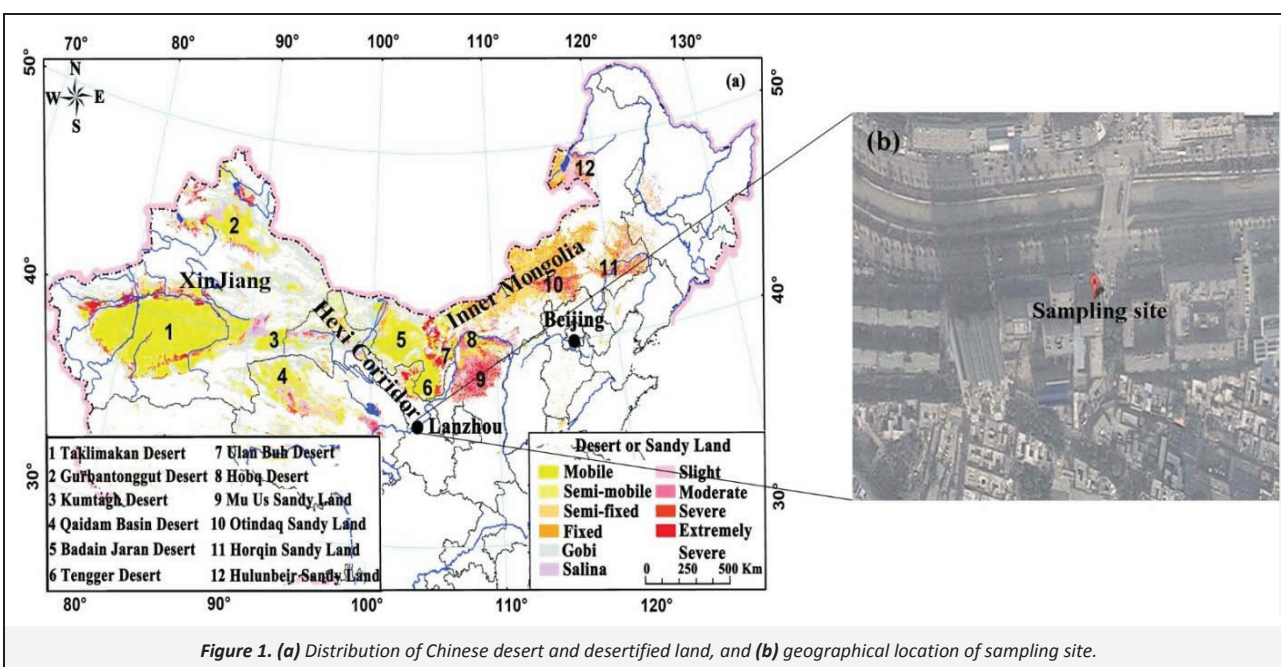 70° 80° 90° 100° 110° 120° 130°
50°
N
W E
S
(a)
50°
12
2
XinJiang
40°
Inner Mongolia
11
10
40°
Hexi Corridor
Beijing
1
3
5
8
7
9
4
6
Lanzhou
30°
30°
1 Taklimakan Desert
2 Gurbantonggut Desert
3 Kumtagh Desert
4 Qaidam Basin Desert
5 Badain Jaran Desert
6 Tengger Desert
7 Ulan Buh Desert
8 Hobq Desert
9 Mu Us Sandy Land
10 Otindaq Sandy Land
11 Horqin Sandy Land
12 Hulunbeir Sandy Land
Desert or Sandy Land
Mobile
Semi-mobile
Semi-fixed
Fixed
Gobi
Salina
Slight
Moderate
Severe
Extremely
Severe
0 250 500 Km
80° 90° 100° 110° 120°
(b)
Sampling site
Figure 1. (a) Distribution of Chinese desert and desertified land, and (b) geographical location of sampling site.